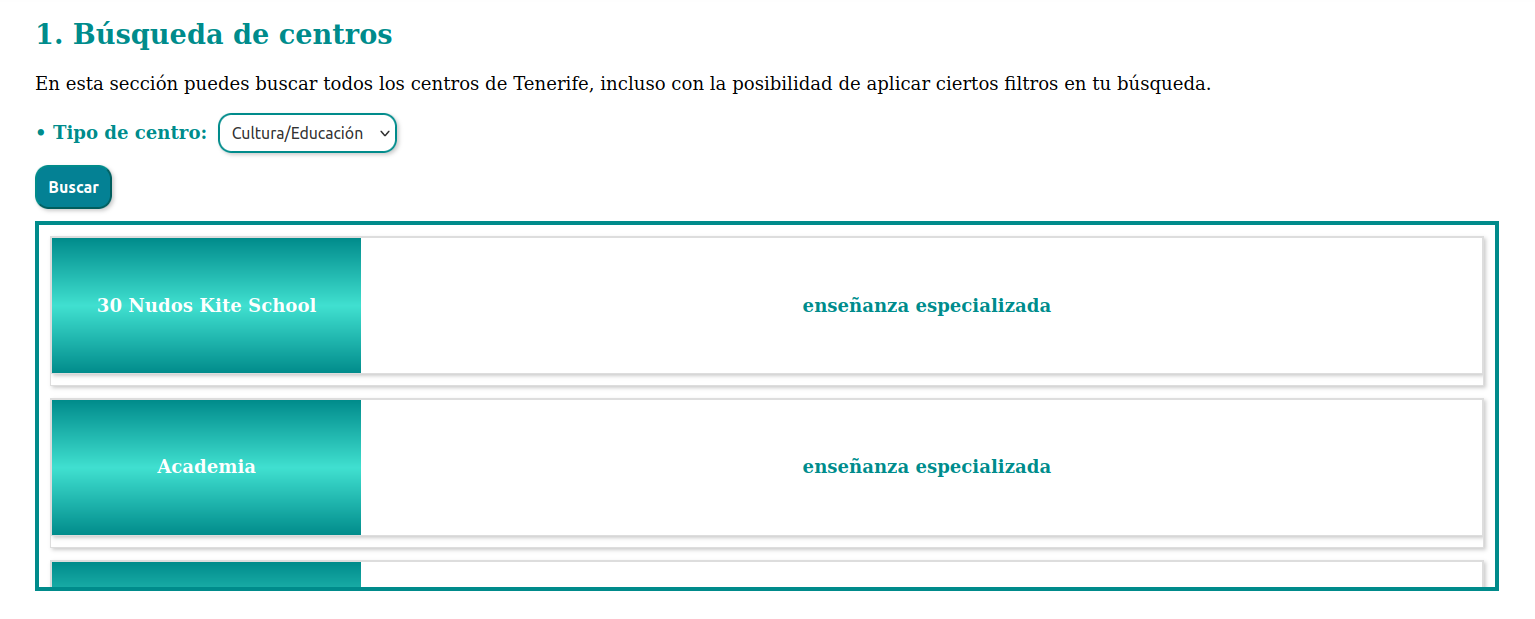 1. Búsqueda de centros
En esta sección puedes buscar todos los centros de Tenerife, incluso con la posibilidad de aplicar ciertos filtros en tu búsqueda.
• Tipo de centro: Cultura/Educación
Buscar
30 Nudos Kite School enseñanza especializada
Academia enseñanza especializada